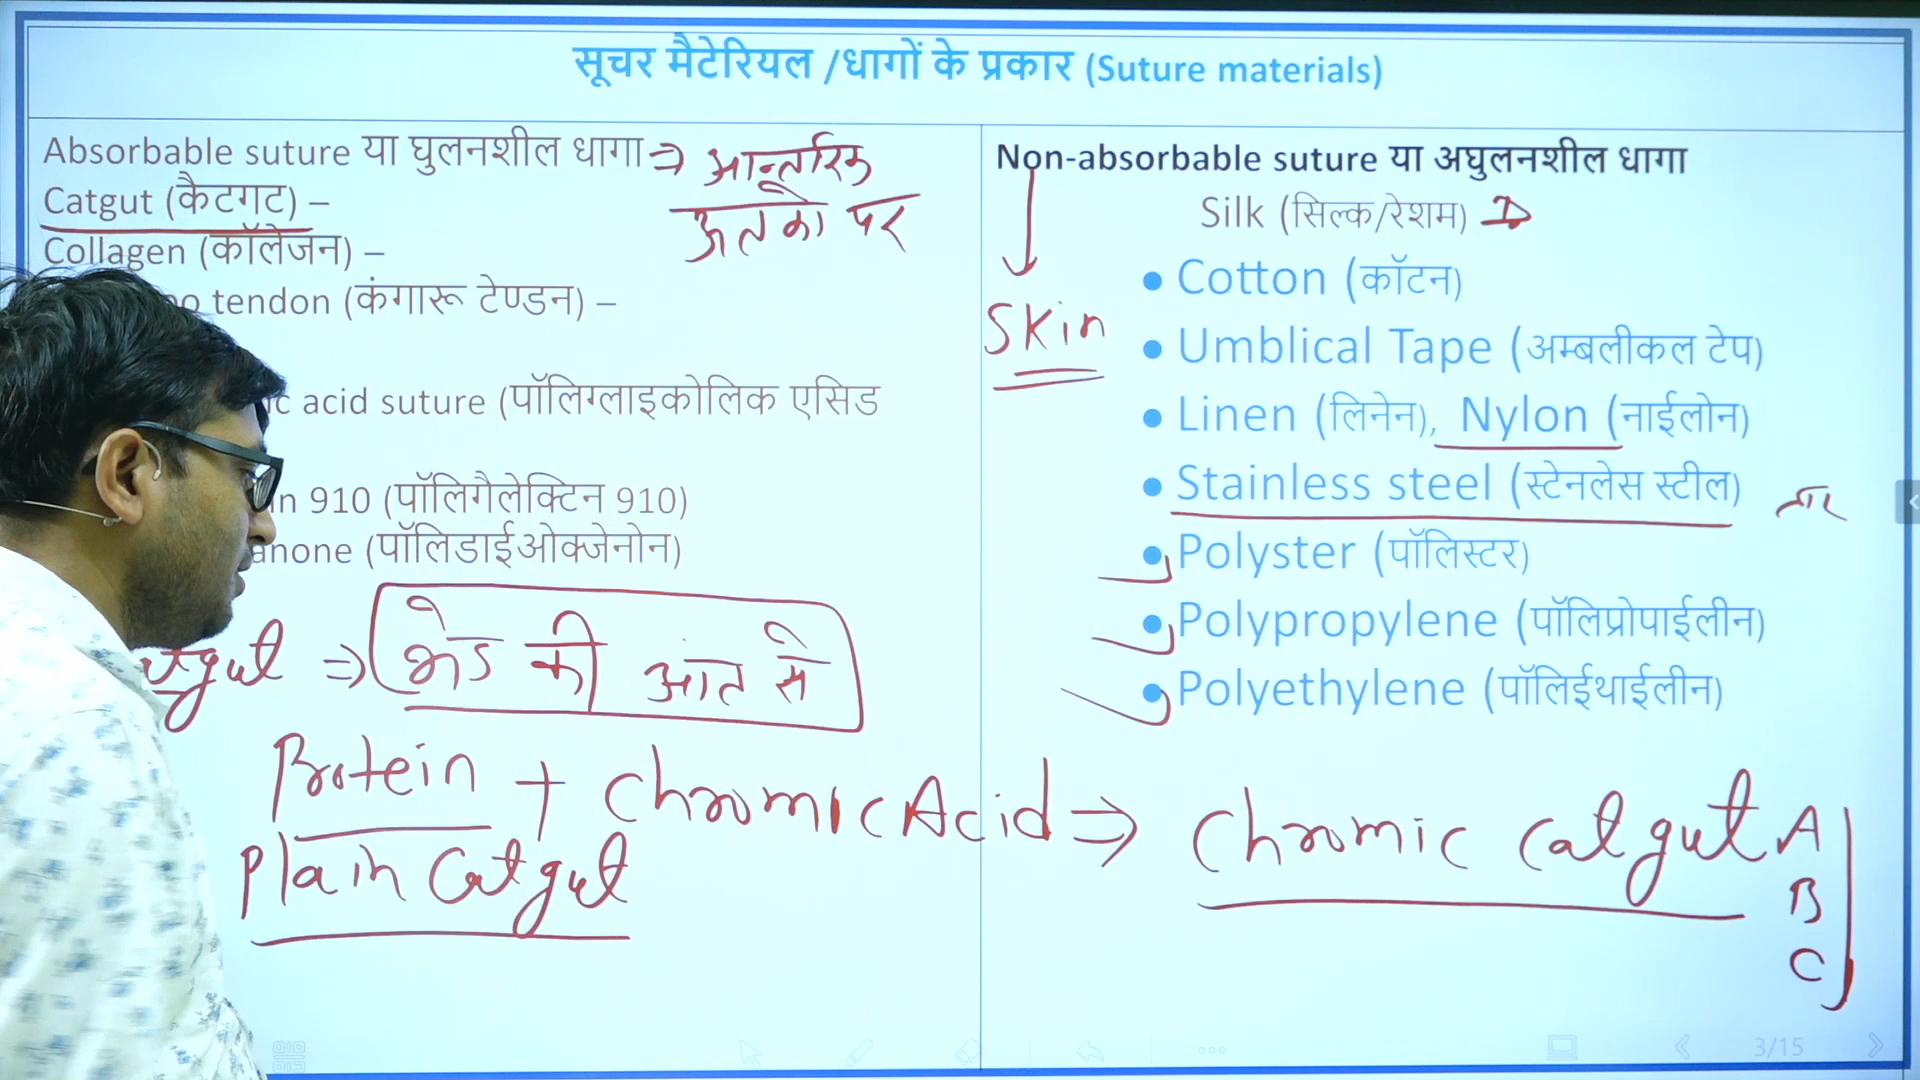 सूचर मैटेरियल /धागों के प्रकार (Suture materials)
Absorbable suture या घुलनशील धागा ⇒ आन्तरिक
ऊतको पर
Catgut (कैटगट) –
Collagen (कॉलेजन) –
tendon (कंगारू टेण्डन) –
acid suture (पॉलिग्लाइकोलिक एसिड
910 (पॉलिगैलेक्टिन 910)
(पॉलिडाईओक्जेनोन)
⇒ भेड की आंत से
Protein + Chromic Acid ⇒ Chromic Catgut A
B
C
Plain Catgut
Non-absorbable suture या अघुलनशील धागा
Skin
Silk (सिल्क/रेशम)
• Cotton (कॉटन)
• Umblical Tape (अम्बलीकल टेप)
• Linen (लिनेन), Nylon (नाईलोन)
• Stainless steel (स्टेनलेस स्टील) तार
• Polyster (पॉलिस्टर)
• Polypropylene (पॉलिप्रोपाईलीन)
• Polyethylene (पॉलिईथाईलीन)
3/15